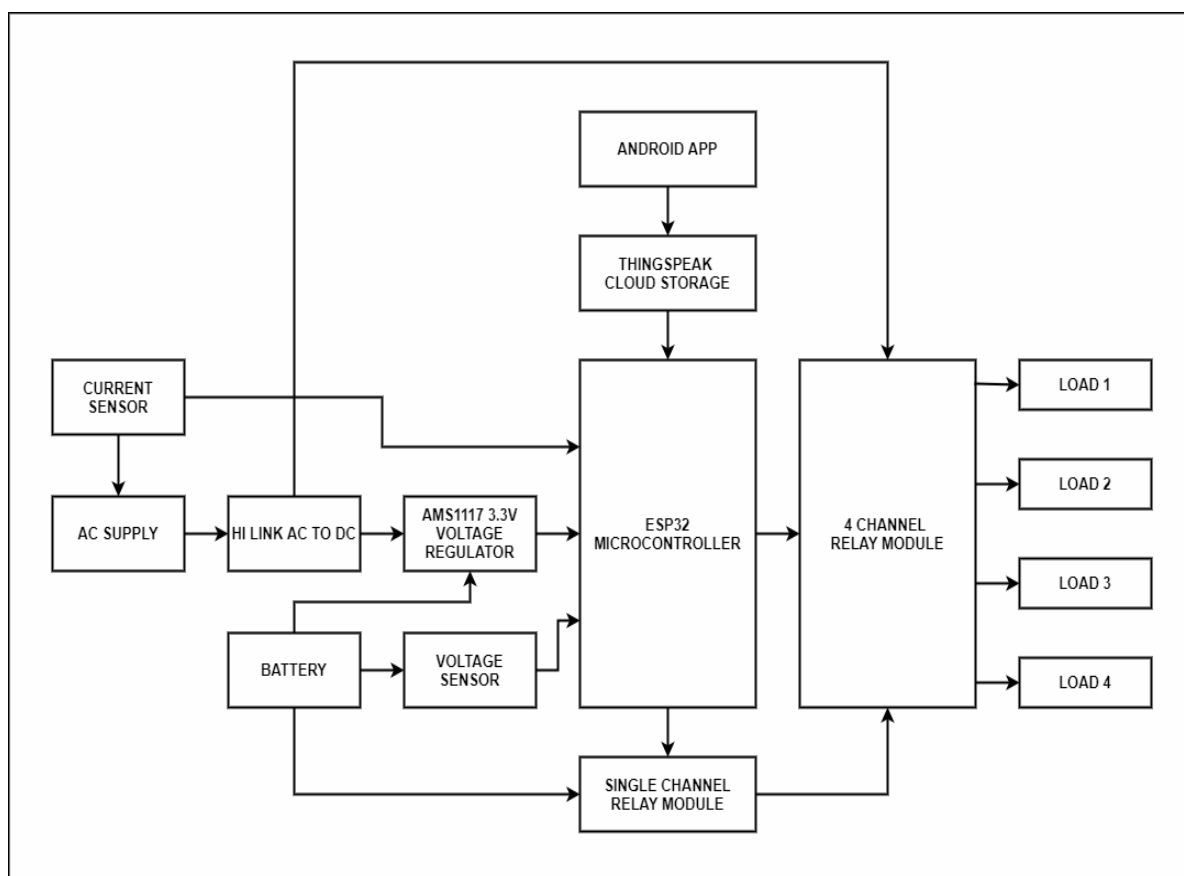 ANDROID APP
THINGSPEAK
CLOUD STORAGE
CURRENT
SENSOR
AC SUPPLY
HI LINK AC TO DC
AMS1117 3.3V
VOLTAGE
REGULATOR
BATTERY
VOLTAGE
SENSOR
ESP32
MICROCONTROLLER
SINGLE CHANNEL
RELAY MODULE
4 CHANNEL
RELAY MODULE
LOAD 1
LOAD 2
LOAD 3
LOAD 4